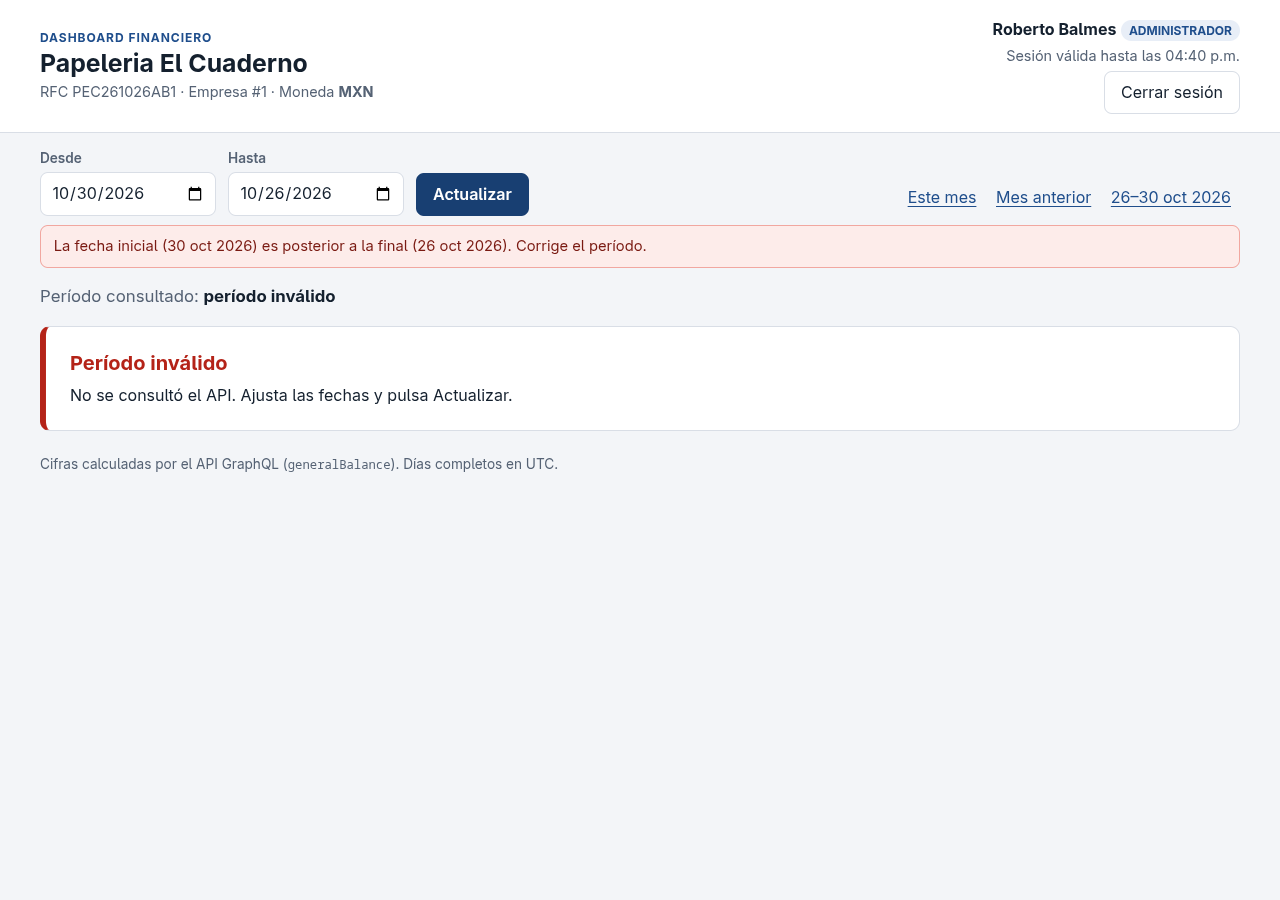 DASHBOARD FINANCIERO
Papeleria El Cuaderno
RFC PEC261026AB1 · Empresa #1 · Moneda MXN
Roberto Balmes ADMINISTRADOR
Sesión válida hasta las 04:40 p.m.
Cerrar sesión
Desde Hasta
10/30/2026 10/26/2026 Actualizar Este mes Mes anterior 26–30 oct 2026
La fecha inicial (30 oct 2026) es posterior a la final (26 oct 2026). Corrige el período.
Período consultado: período inválido
Período inválido
No se consultó el API. Ajusta las fechas y pulsa Actualizar.
Cifras calculadas por el API GraphQL (generalBalance). Días completos en UTC.